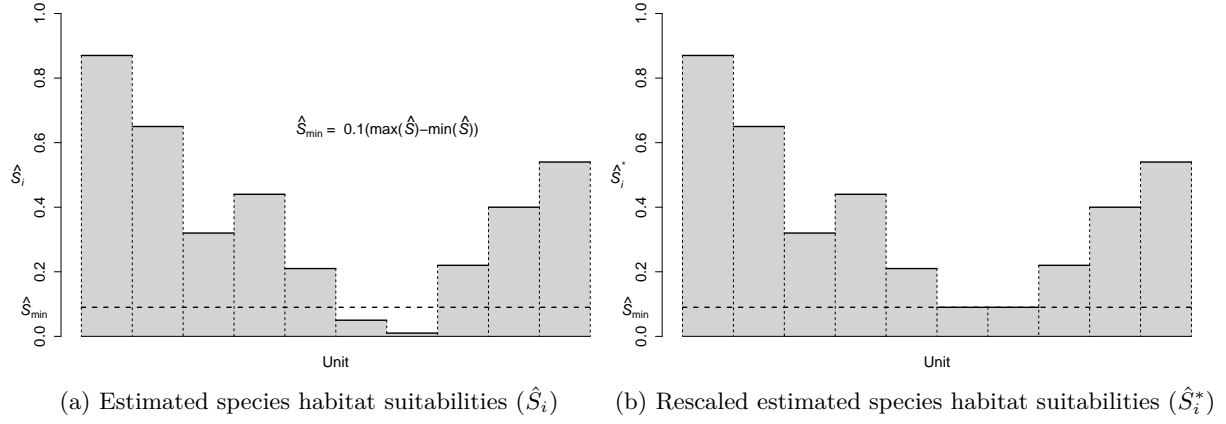 1.0
0.8
0.6
0.4
0.2
0.0
Ŝᵢ
Ŝmin
Ŝmin = 0.1(max(Ŝ)−min(Ŝ))
Unit
(a) Estimated species habitat suitabilities (Ŝᵢ)
1.0
0.8
0.6
0.4
0.2
0.0
Ŝᵢ*
Ŝmin
Unit
(b) Rescaled estimated species habitat suitabilities (Ŝᵢ*)